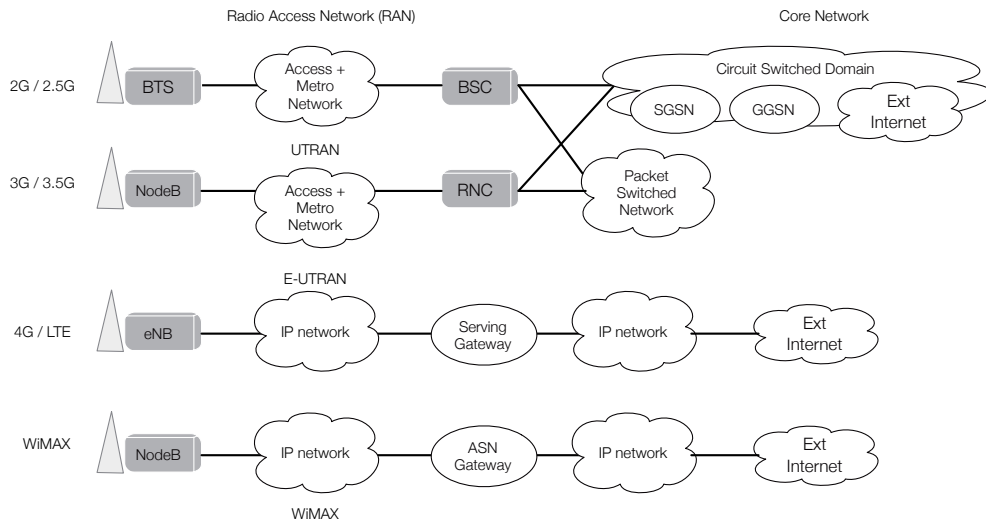 Radio Access Network (RAN)
Core Network
2G / 2.5G
BTS
Access +
Metro
Network
BSC
Circuit Switched Domain
SGSN
GGSN
Ext
Internet
UTRAN
3G / 3.5G
NodeB
Access +
Metro
Network
RNC
Packet
Switched
Network
E-UTRAN
4G / LTE
eNB
IP network
Serving
Gateway
IP network
Ext
Internet
WiMAX
NodeB
IP network
ASN
Gateway
IP network
Ext
Internet
WiMAX